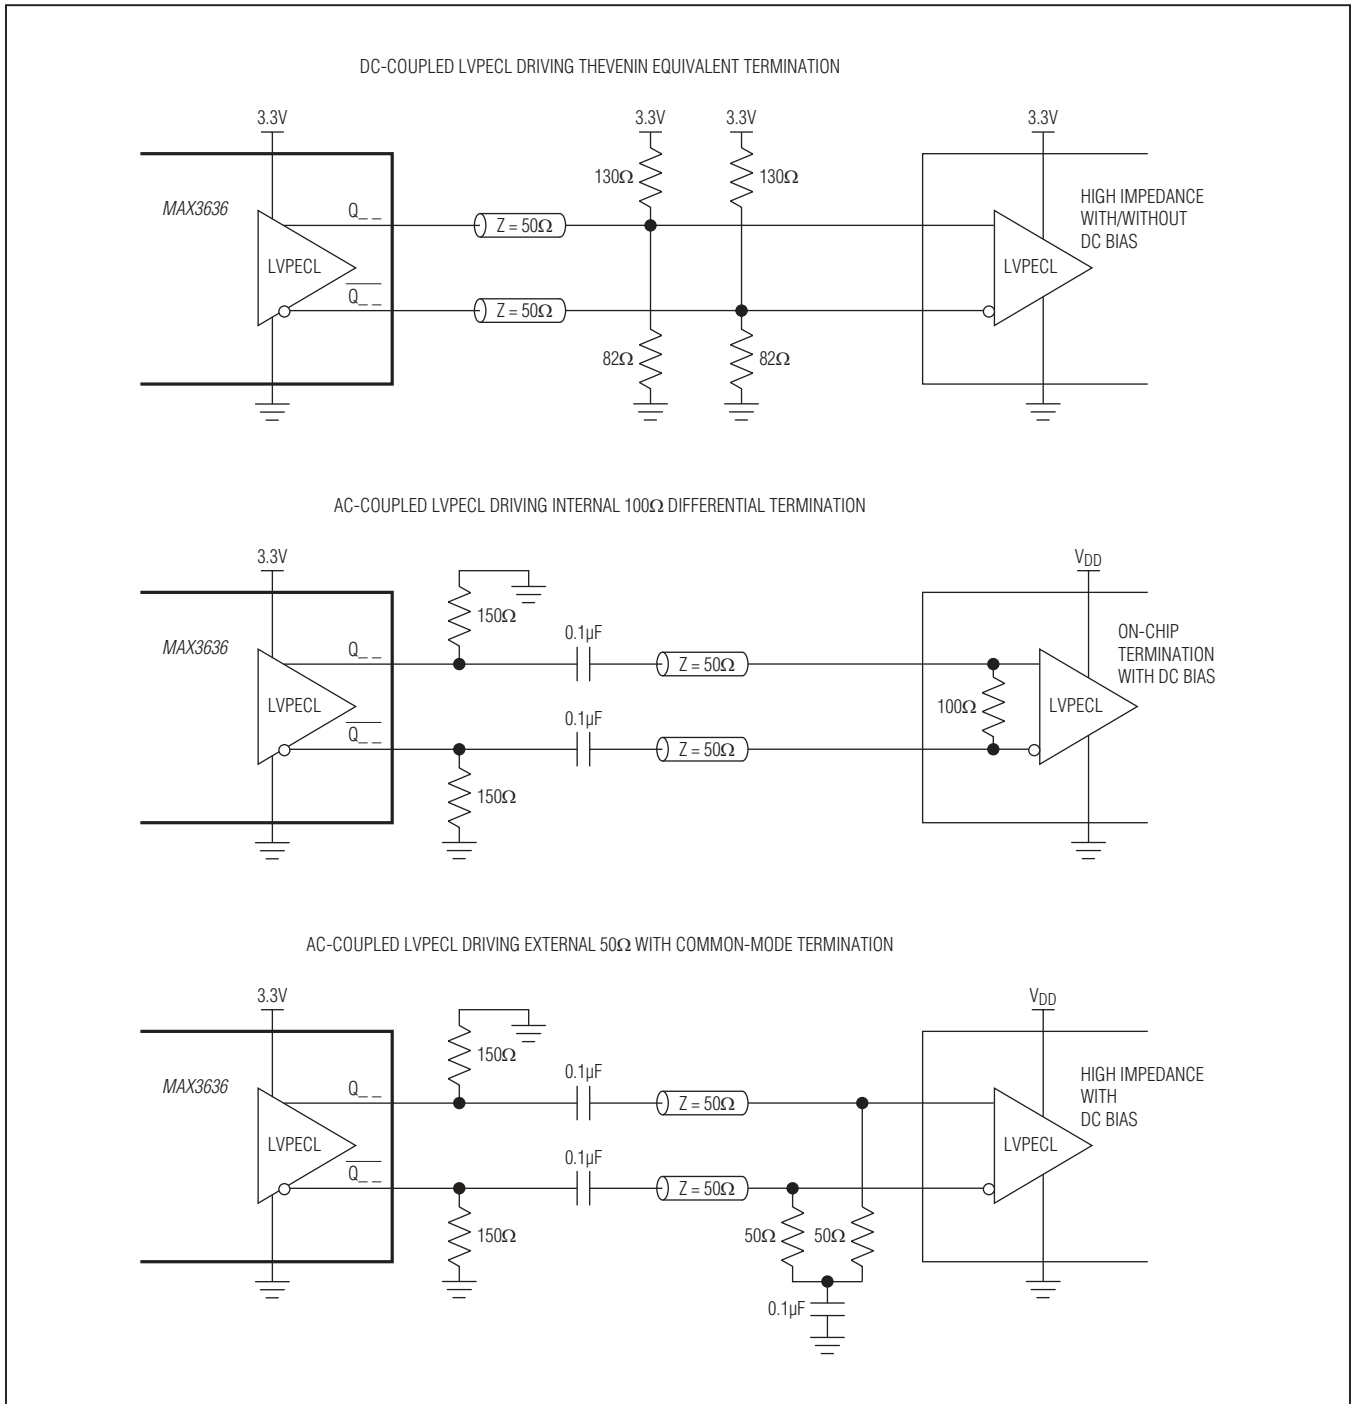 DC-COUPLED LVPECL DRIVING THEVENIN EQUIVALENT TERMINATION
3.3V
3.3V
3.3V
3.3V
130Ω
130Ω
MAX3636
Q_ _
Z = 50Ω
HIGH IMPEDANCE
WITH/WITHOUT
DC BIAS
LVPECL
LVPECL
Q_ _
Z = 50Ω
82Ω
82Ω
AC-COUPLED LVPECL DRIVING INTERNAL 100Ω DIFFERENTIAL TERMINATION
3.3V
VDD
150Ω
0.1µF
MAX3636
Q_ _
Z = 50Ω
ON-CHIP
TERMINATION
WITH DC BIAS
LVPECL
100Ω
LVPECL
0.1µF
Q_ _
Z = 50Ω
150Ω
AC-COUPLED LVPECL DRIVING EXTERNAL 50Ω WITH COMMON-MODE TERMINATION
3.3V
VDD
150Ω
0.1µF
MAX3636
Q_ _
Z = 50Ω
HIGH IMPEDANCE
WITH
DC BIAS
LVPECL
LVPECL
0.1µF
Q_ _
Z = 50Ω
150Ω
50Ω
50Ω
0.1µF